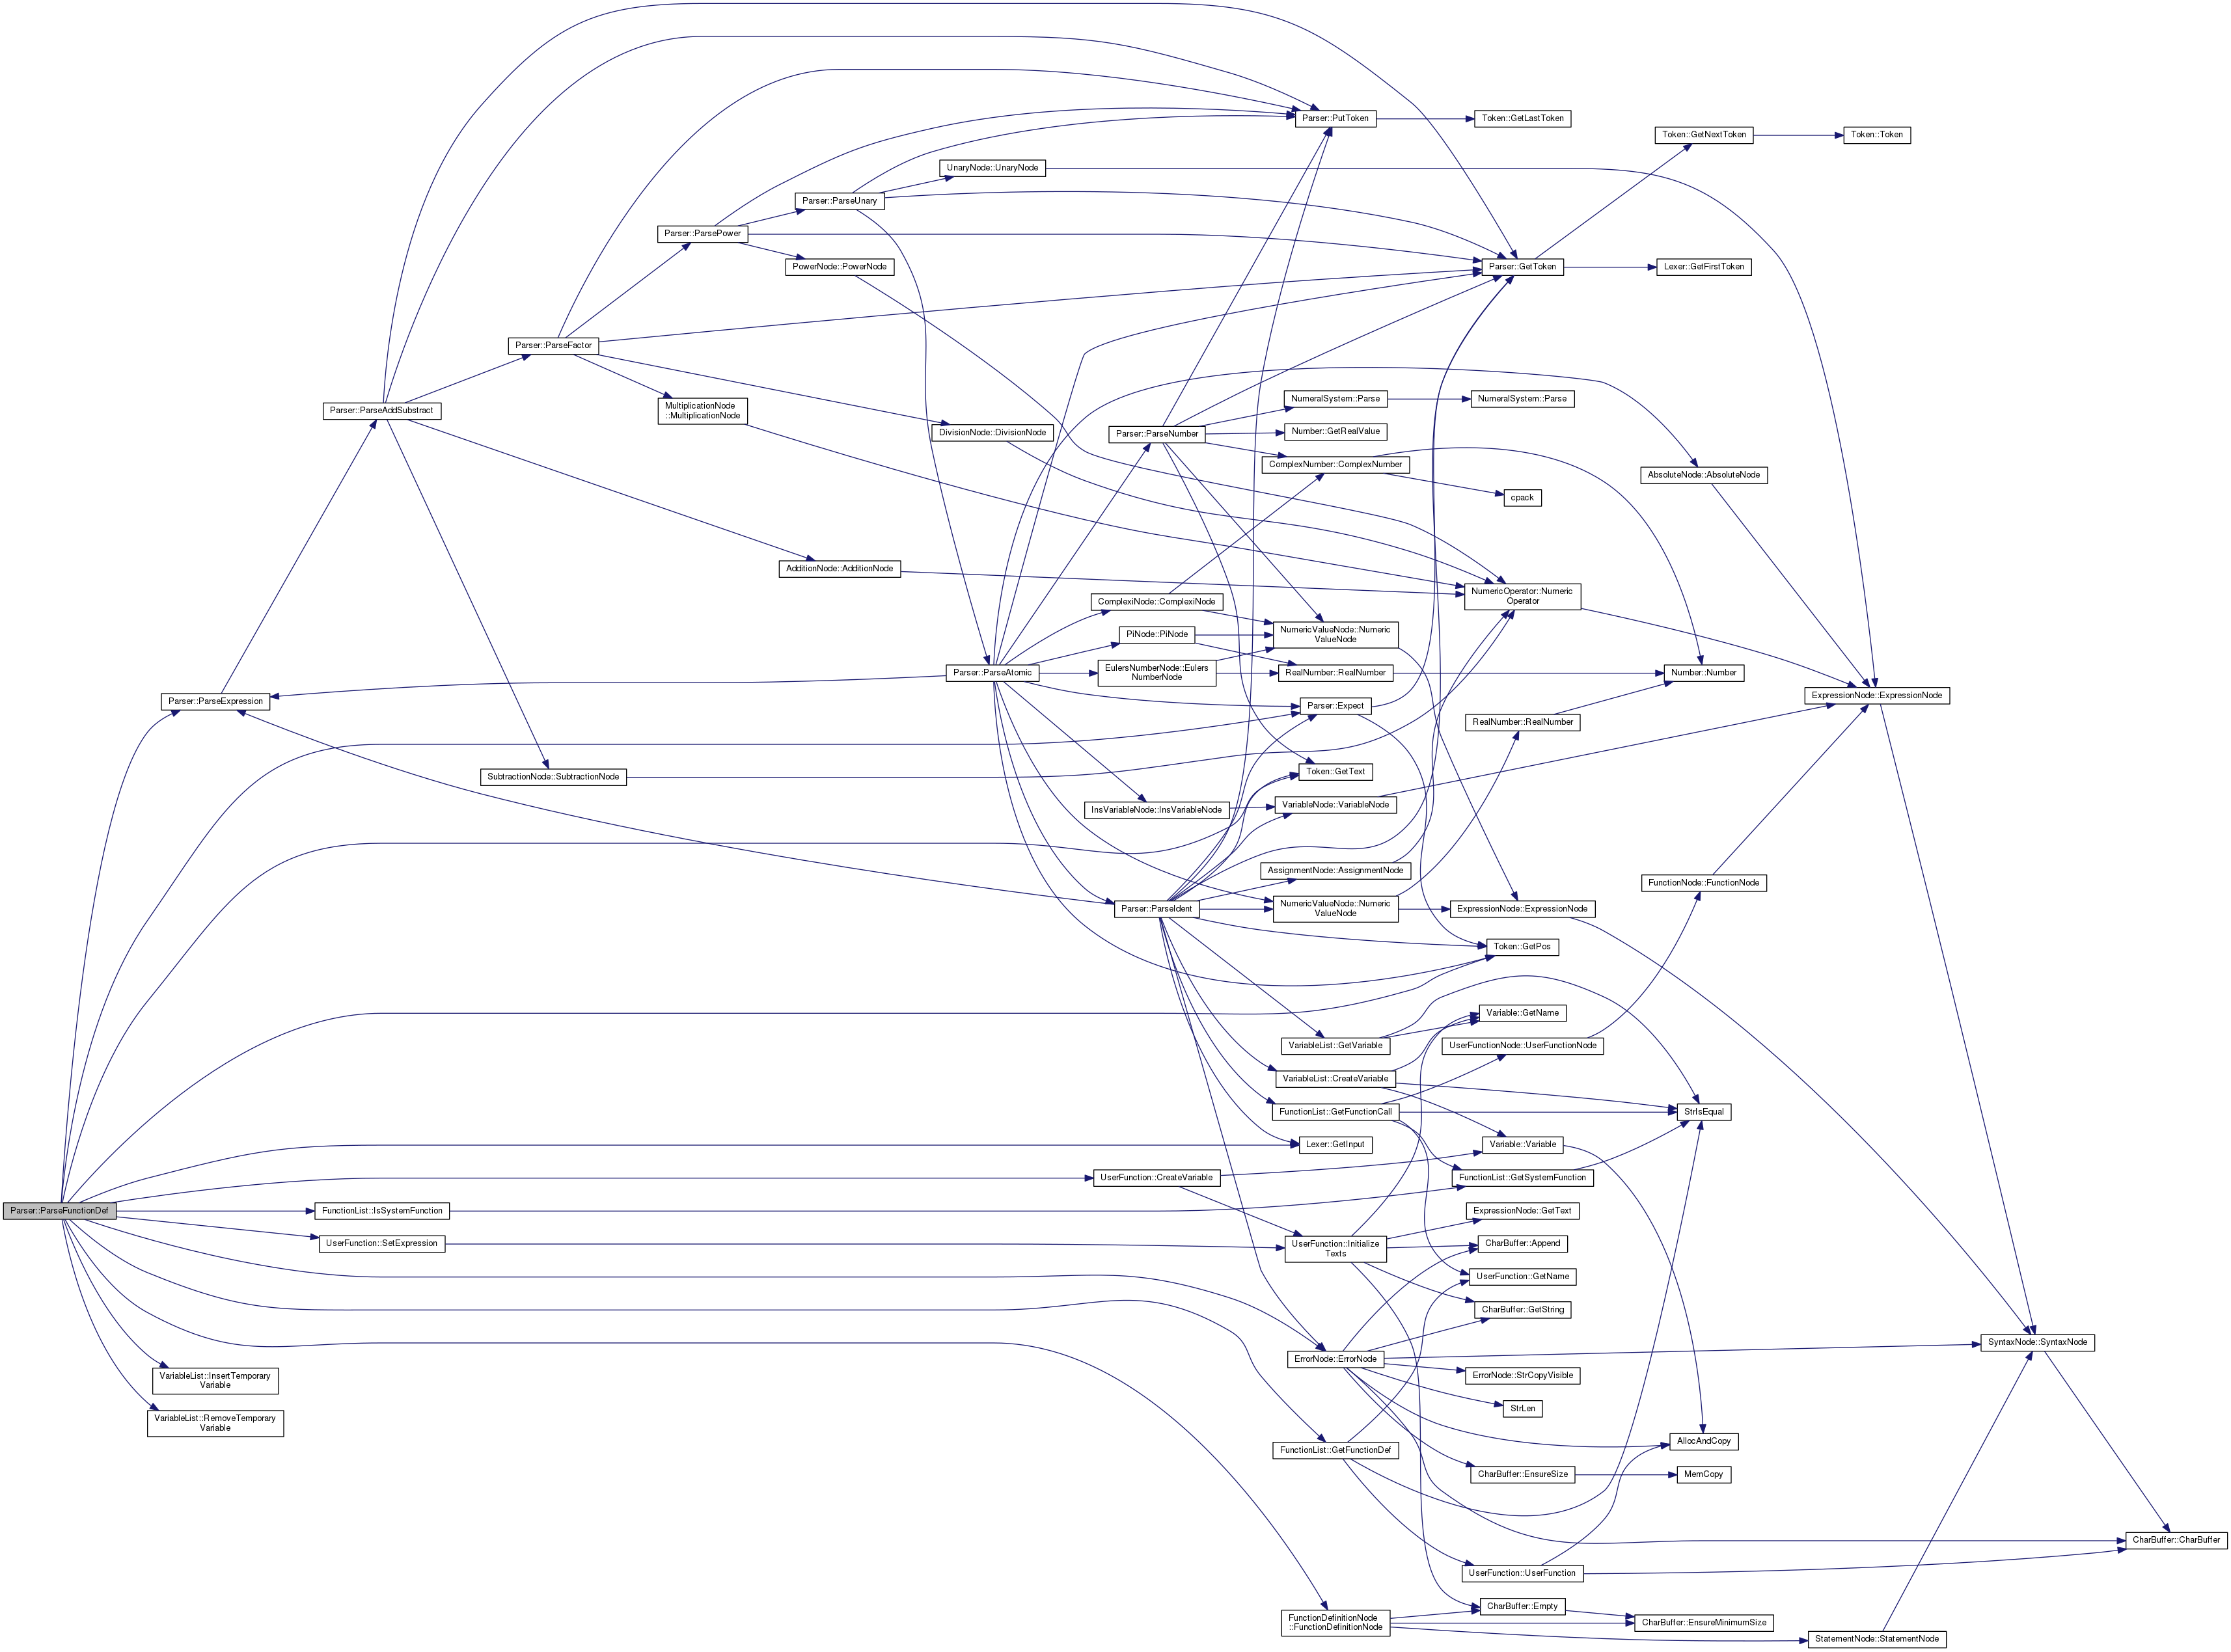 Parser::PutToken
Token::GetLastToken
Token::GetNextToken
Token::Token
UnaryNode::UnaryNode
Parser::ParseUnary
Parser::ParsePower
PowerNode::PowerNode
Parser::GetToken
Lexer::GetFirstToken
Parser::ParseFactor
Parser::ParseAddSubstract
MultiplicationNode
::MultiplicationNode
DivisionNode::DivisionNode
Parser::ParseNumber
NumeralSystem::Parse
NumeralSystem::Parse
Number::GetRealValue
ComplexNumber::ComplexNumber
AbsoluteNode::AbsoluteNode
cpack
AdditionNode::AdditionNode
NumericOperator::Numeric
Operator
ComplexiNode::ComplexiNode
PiNode::PiNode
NumericValueNode::Numeric
ValueNode
Parser::ParseAtomic
EulersNumberNode::Eulers
NumberNode
RealNumber::RealNumber
Number::Number
Parser::ParseExpression
Parser::Expect
ExpressionNode::ExpressionNode
RealNumber::RealNumber
SubtractionNode::SubtractionNode
Token::GetText
InsVariableNode::InsVariableNode
VariableNode::VariableNode
AssignmentNode::AssignmentNode
FunctionNode::FunctionNode
Parser::ParseIdent
NumericValueNode::Numeric
ValueNode
ExpressionNode::ExpressionNode
Token::GetPos
Variable::GetName
VariableList::GetVariable
UserFunctionNode::UserFunctionNode
VariableList::CreateVariable
FunctionList::GetFunctionCall
StrIsEqual
Lexer::GetInput
Variable::Variable
UserFunction::CreateVariable
FunctionList::GetSystemFunction
Parser::ParseFunctionDef
FunctionList::IsSystemFunction
ExpressionNode::GetText
UserFunction::SetExpression
UserFunction::Initialize
Texts
CharBuffer::Append
UserFunction::GetName
CharBuffer::GetString
SyntaxNode::SyntaxNode
ErrorNode::ErrorNode
ErrorNode::StrCopyVisible
VariableList::InsertTemporary
Variable
StrLen
VariableList::RemoveTemporary
Variable
AllocAndCopy
FunctionList::GetFunctionDef
CharBuffer::EnsureSize
MemCopy
CharBuffer::CharBuffer
UserFunction::UserFunction
CharBuffer::Empty
FunctionDefinitionNode
::FunctionDefinitionNode
CharBuffer::EnsureMinimumSize
StatementNode::StatementNode